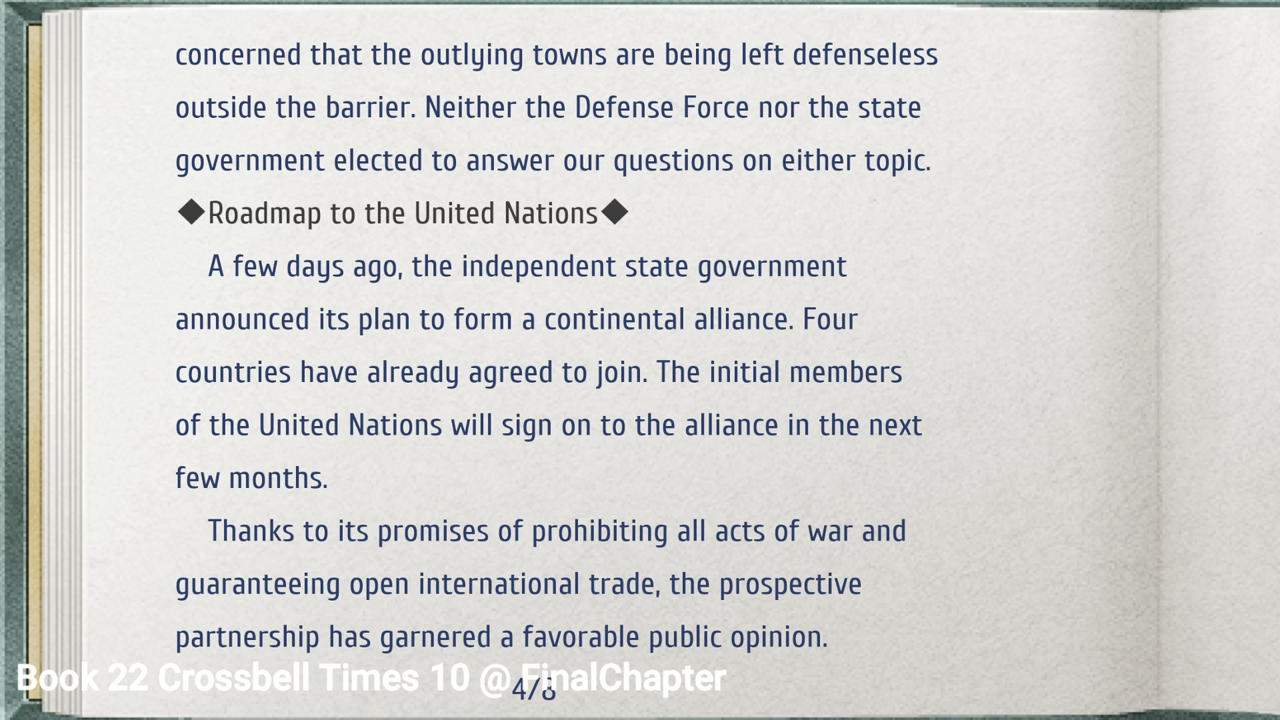 concerned that the outlying towns are being left defenseless
outside the barrier. Neither the Defense Force nor the state
government elected to answer our questions on either topic.
◆Roadmap to the United Nations◆
A few days ago, the independent state government
announced its plan to form a continental alliance. Four
countries have already agreed to join. The initial members
of the United Nations will sign on to the alliance in the next
few months.
Thanks to its promises of prohibiting all acts of war and
guaranteeing open international trade, the prospective
partnership has garnered a favorable public opinion.
Book 22 Crossbell Times 10 @ FinalChapter
4/8